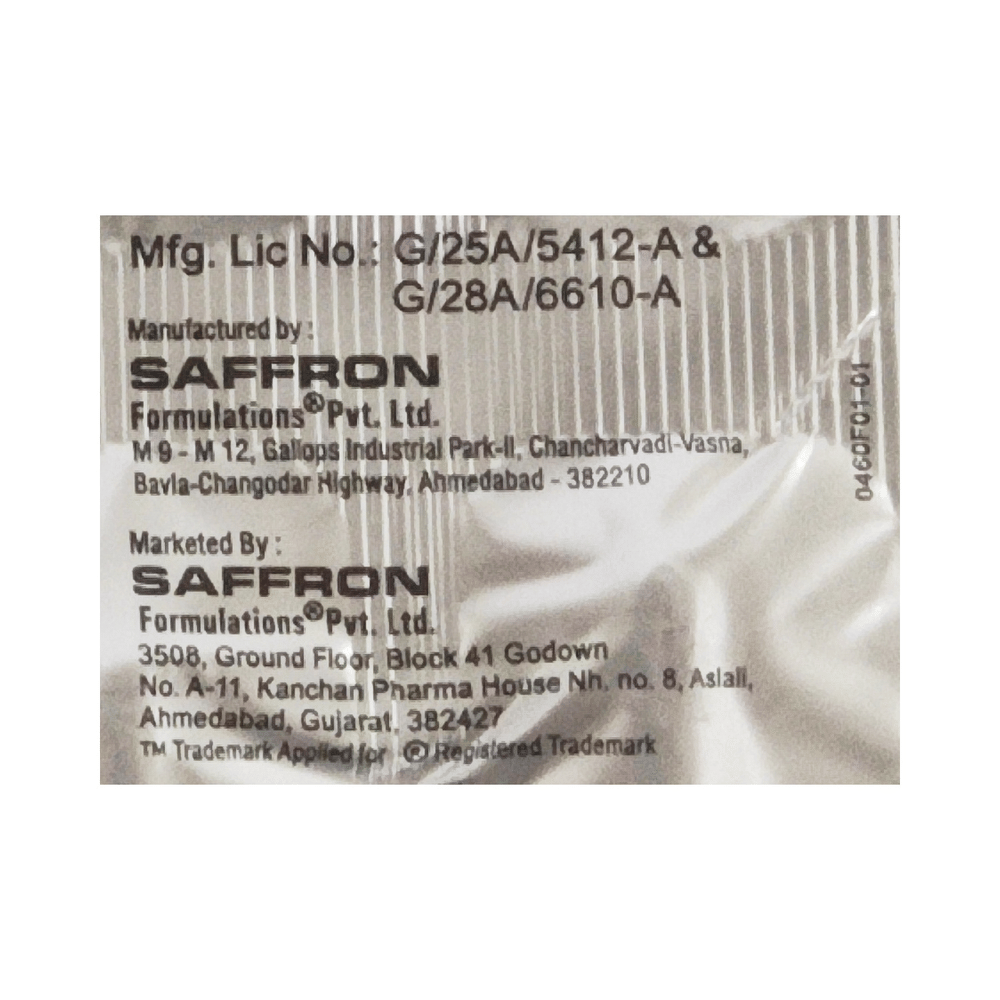 Mfg. Lic No.: G/25A/5412-A &
G/28A/6610-A
Manufactured by :
SAFFRON
Formulations® Pvt. Ltd.
M 9 - M 12, Gallops Industrial Park-II, Chancharvadi-Vasna,
Bavla-Changodar Highway, Ahmedabad - 382210
Marketed By :
SAFFRON
Formulations® Pvt. Ltd.
3508, Ground Floor, Block 41 Godown
No. A-11, Kanchan Pharma House Nh. no. 8, Aslali,
Ahmedabad, Gujarat, 382427
™ Trademark Applied for ® Registered Trademark
0460F01-01